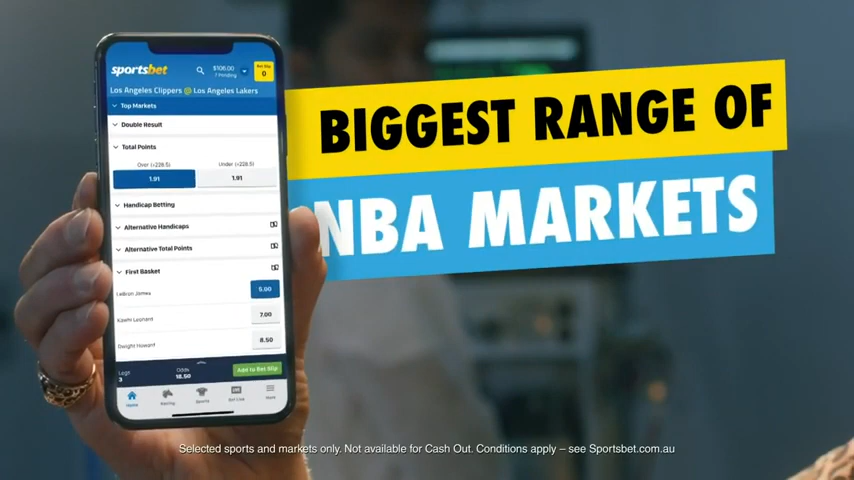 sportsbet
$106.00
7 Pending
Bet Slip
0
Los Angeles Clippers @ Los Angeles Lakers
Top Markets
Double Result
Total Points
Over (+228.5) Under (+228.5)
1.91 1.91
Handicap Betting
Alternative Handicaps
Alternative Total Points
First Basket
LeBron James 5.00
Kawhi Leonard 7.00
Dwight Howard 8.50
Legs Odds
3 18.50
Add to Bet Slip
Home Racing Sports Bet Live More
BIGGEST RANGE OF
NBA MARKETS
Selected sports and markets only. Not available for Cash Out. Conditions apply – see Sportsbet.com.au